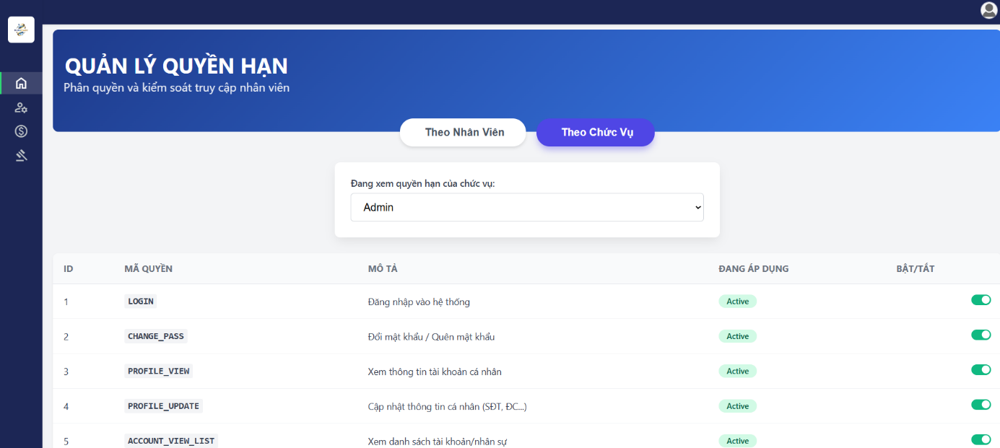 QUẢN LÝ QUYỀN HẠN
Phân quyền và kiểm soát truy cập nhân viên
Theo Nhân Viên
Theo Chức Vụ
Đang xem quyền hạn của chức vụ:
Admin
ID MÃ QUYỀN MÔ TẢ ĐANG ÁP DỤNG BẬT/TẮT
1 LOGIN Đăng nhập vào hệ thống Active
2 CHANGE_PASS Đổi mật khẩu / Quên mật khẩu Active
3 PROFILE_VIEW Xem thông tin tài khoản cá nhân Active
4 PROFILE_UPDATE Cập nhật thông tin cá nhân (SĐT, ĐC...) Active
5 ACCOUNT_VIEW_LIST Xem danh sách tài khoản/nhân sự Active